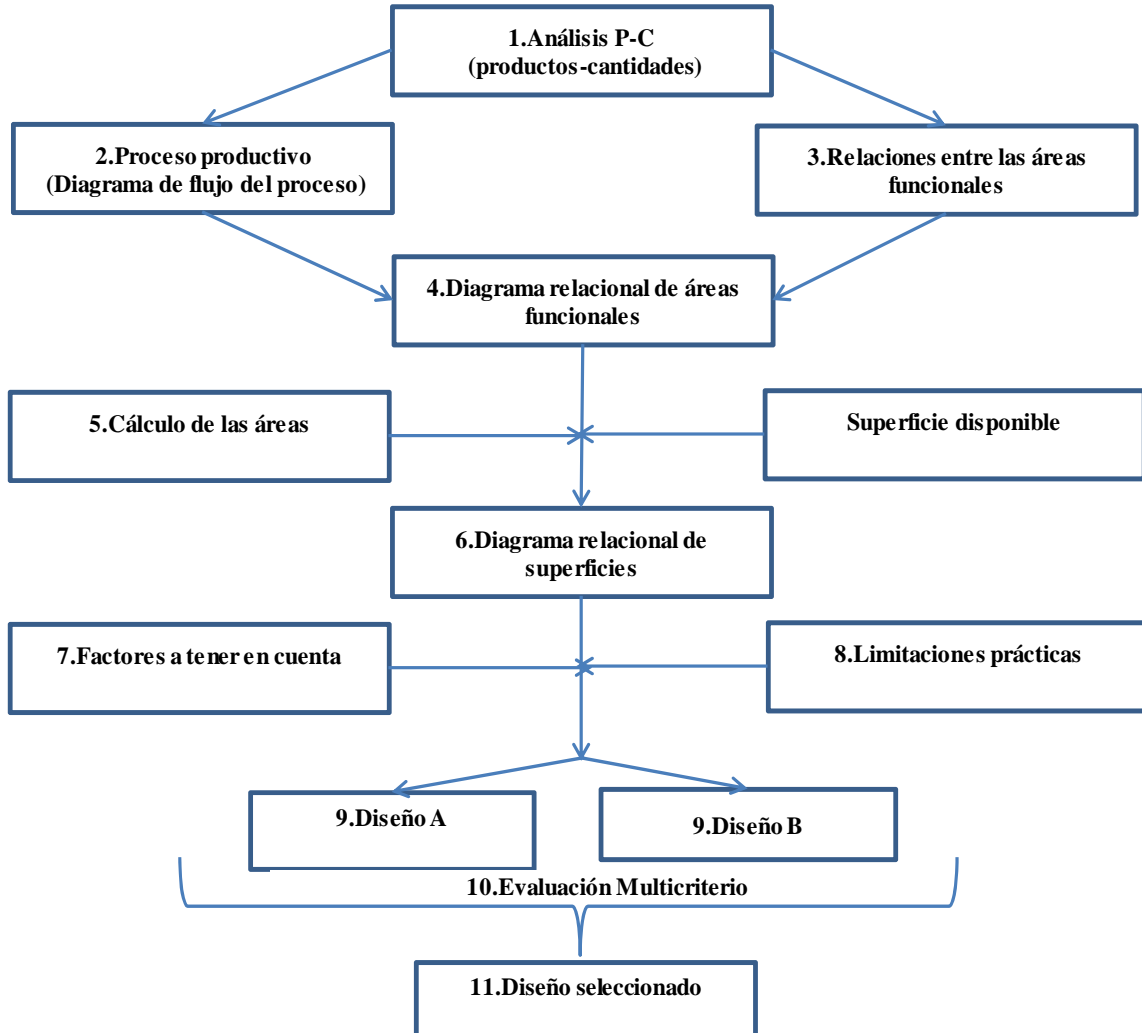 1.Análisis P-C
(productos-cantidades)
2.Proceso productivo
(Diagrama de flujo del proceso)
3.Relaciones entre las áreas
funcionales
4.Diagrama relacional de áreas
funcionales
5.Cálculo de las áreas
Superficie disponible
6.Diagrama relacional de
superficies
7.Factores a tener en cuenta
8.Limitaciones prácticas
9.Diseño A
9.Diseño B
10.Evaluación Multicriterio
11.Diseño seleccionado